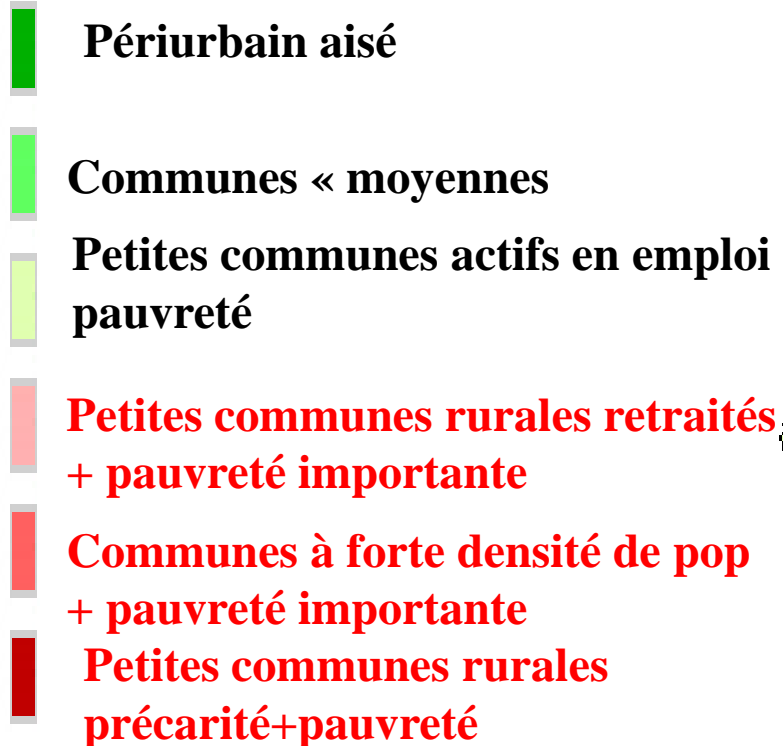 Périurbain aisé
Communes « moyennes
Petites communes actifs en emploi
pauvreté
Petites communes rurales retraités
+ pauvreté importante
Communes à forte densité de pop
+ pauvreté importante
Petites communes rurales
précarité+pauvreté